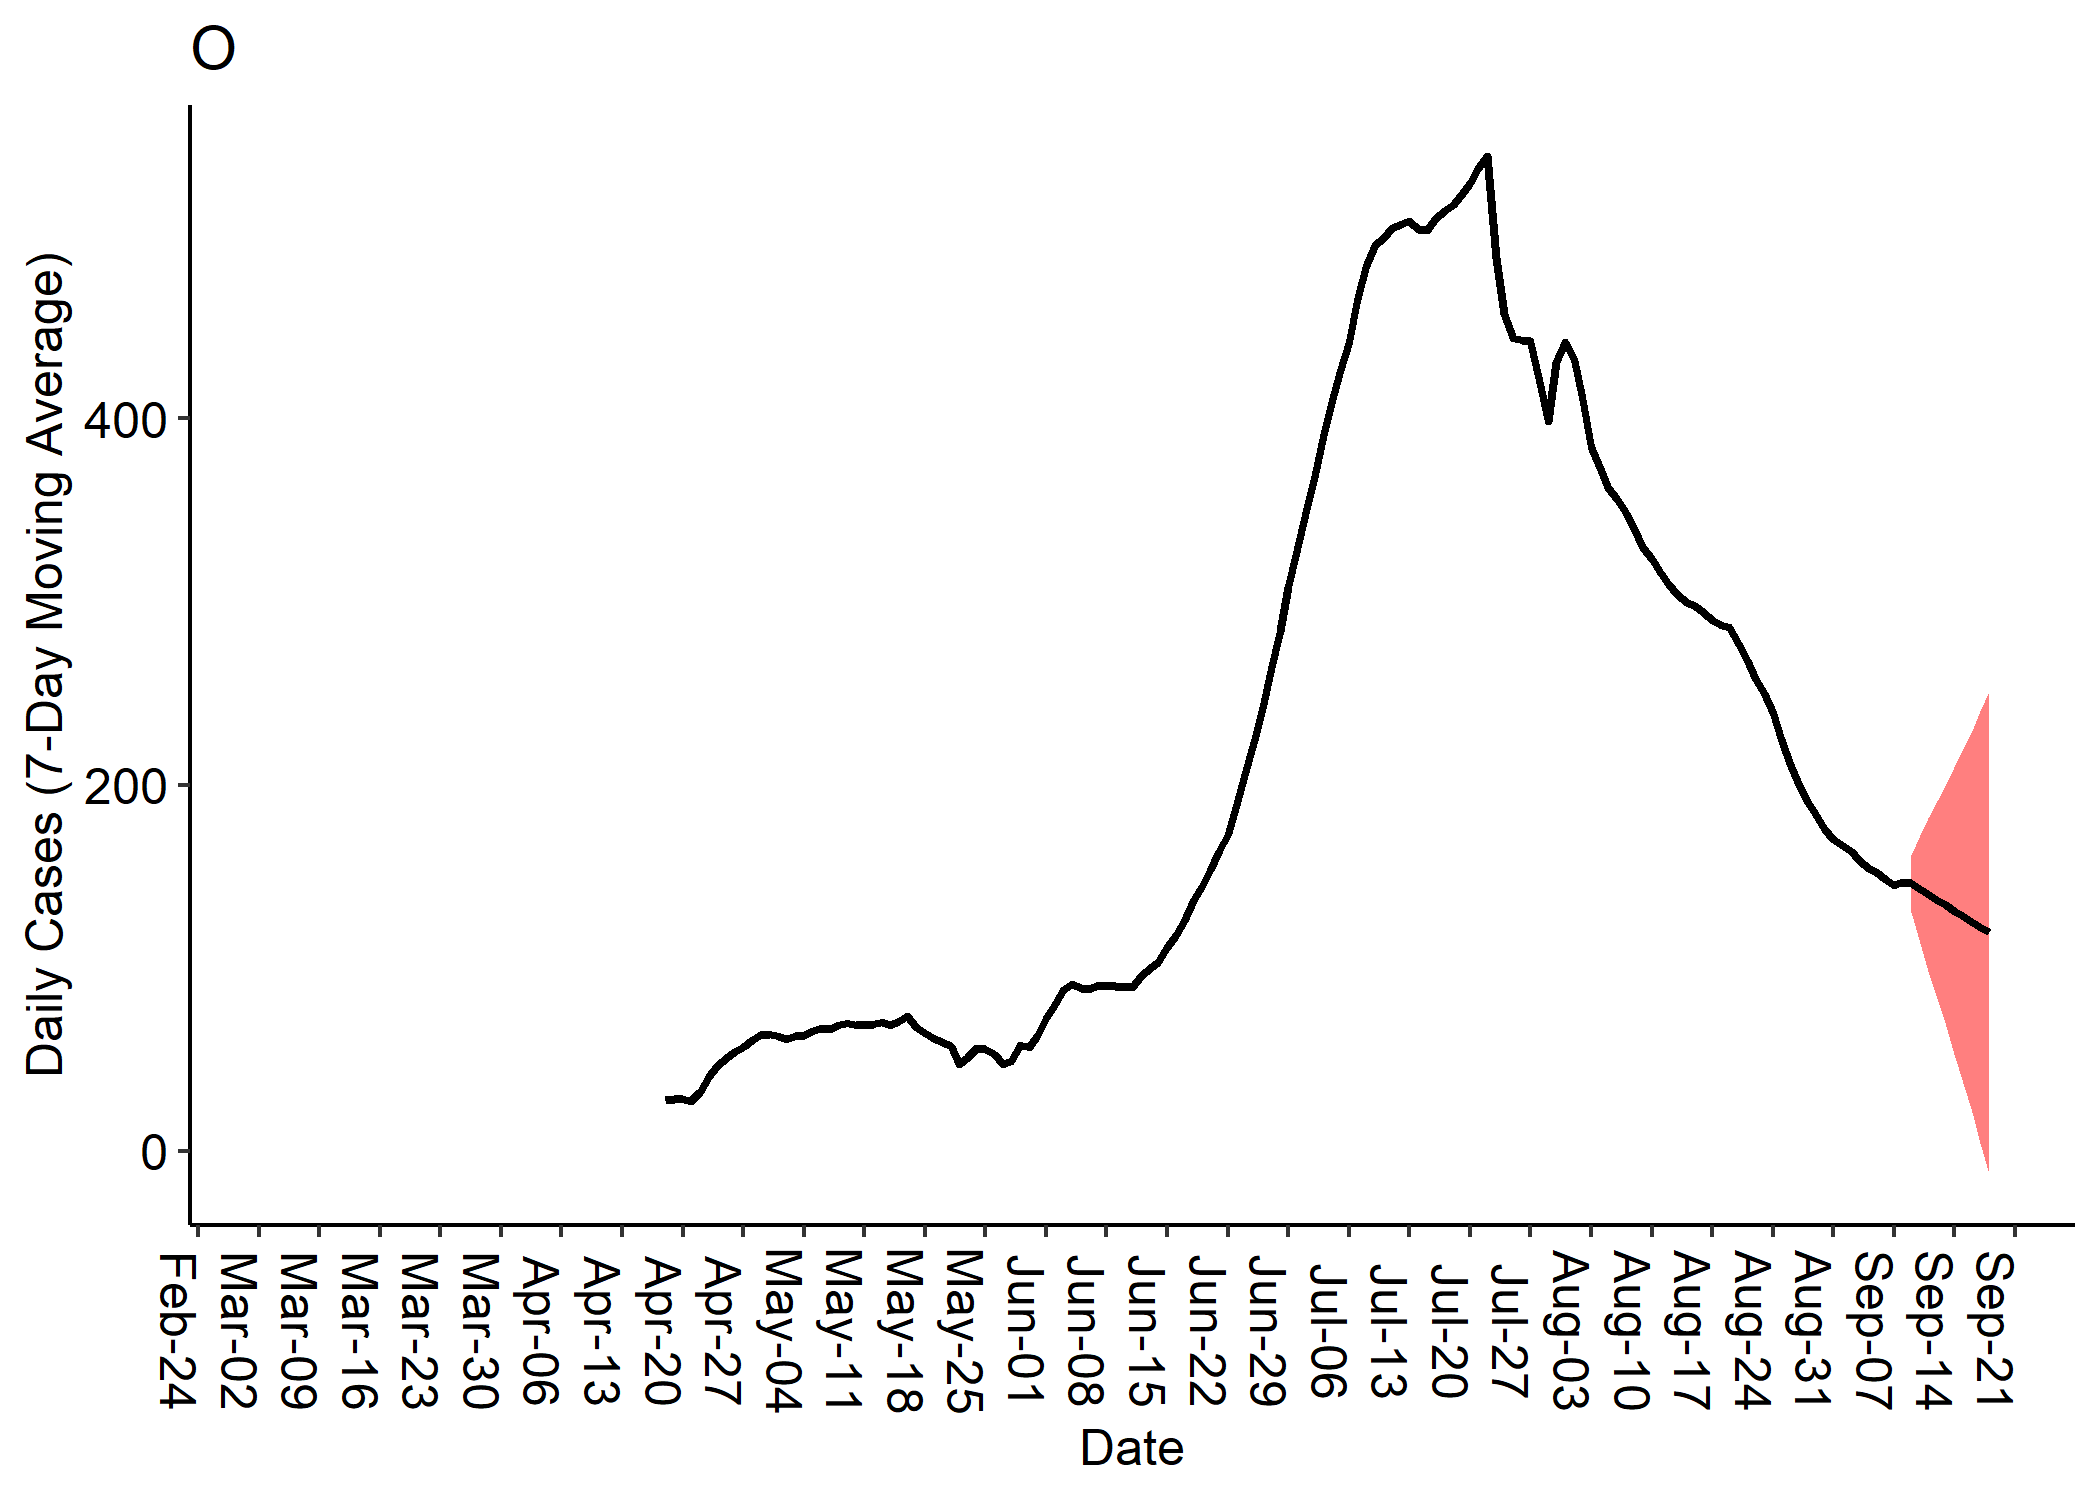 O
Daily Cases (7-Day Moving Average)
400
200
0
Feb-24
Mar-02
Mar-09
Mar-16
Mar-23
Mar-30
Apr-06
Apr-13
Apr-20
Apr-27
May-04
May-11
May-18
May-25
Jun-01
Jun-08
Jun-15
Jun-22
Jun-29
Jul-06
Jul-13
Jul-20
Jul-27
Aug-03
Aug-10
Aug-17
Aug-24
Aug-31
Sep-07
Sep-14
Sep-21
Date